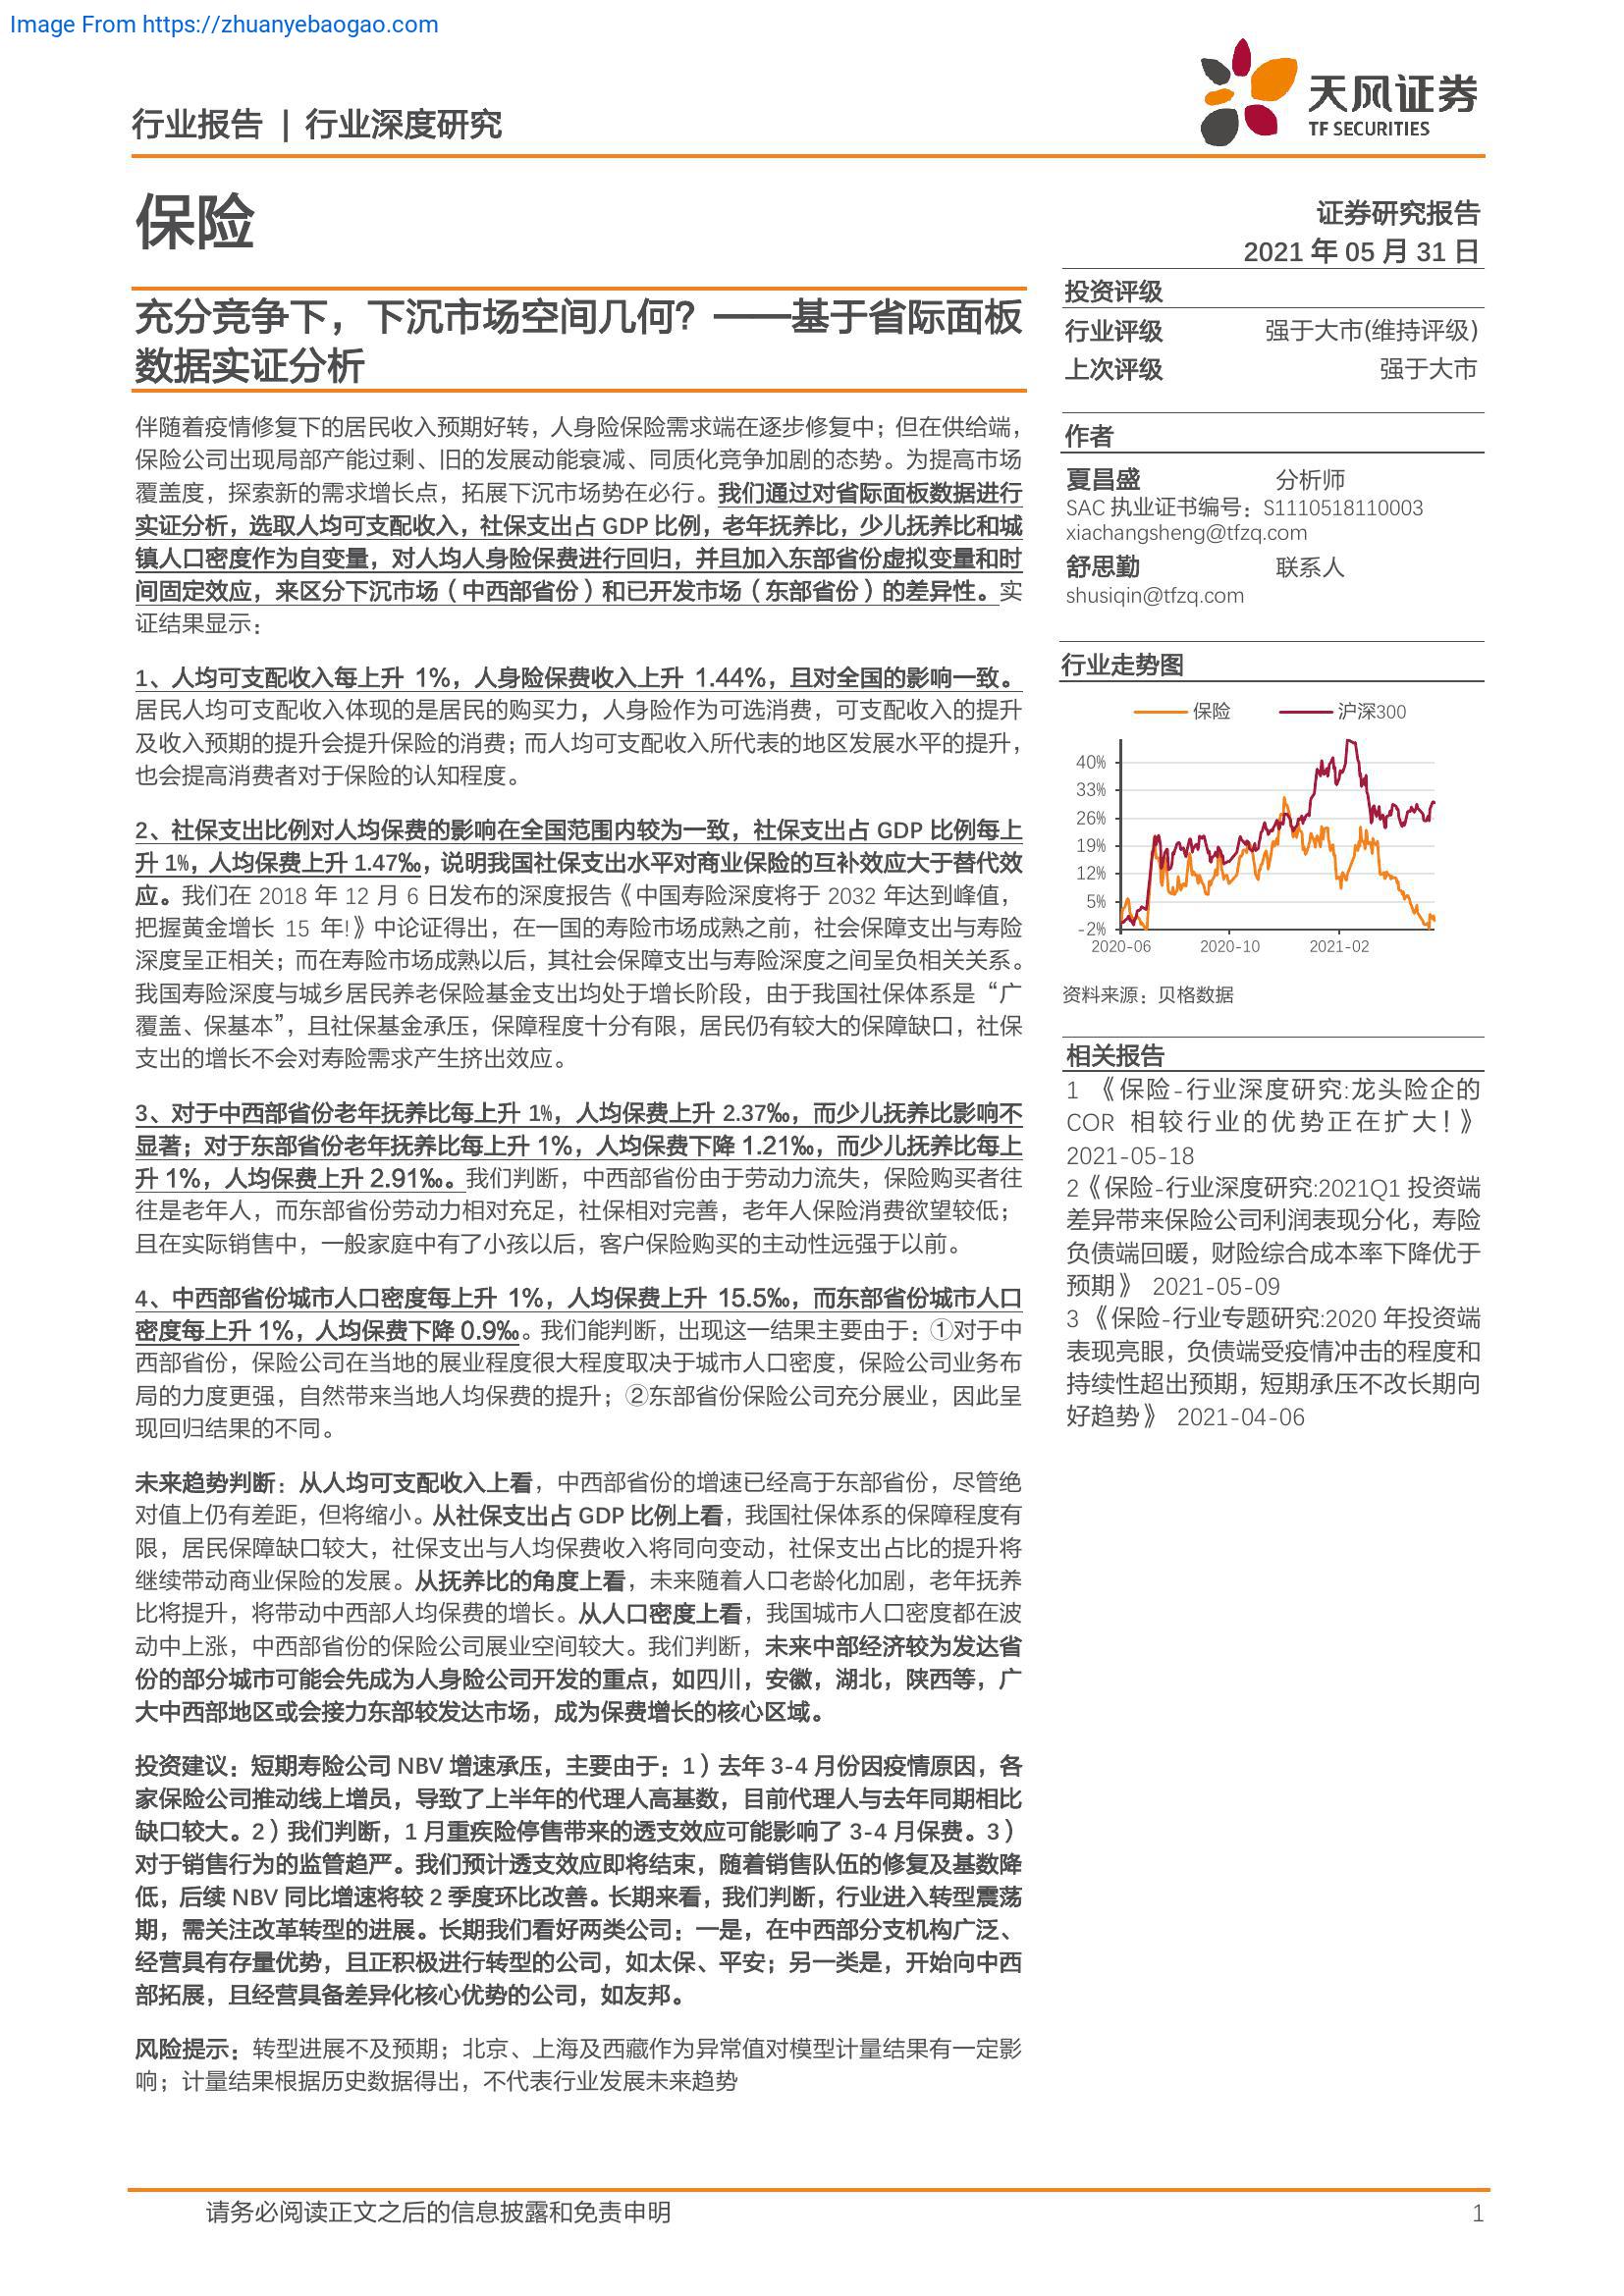 Image From https://zhuanyebaogao.com
行业报告 | 行业深度研究
天风证券
TF SECURITIES
保险
证券研究报告
2021 年 05 月 31 日
充分竞争下，下沉市场空间几何？——基于省际面板
数据实证分析
伴随着疫情修复下的居民收入预期好转，人身险保险需求端在逐步修复中；但在供给端，
保险公司出现局部产能过剩、旧的发展动能衰减、同质化竞争加剧的态势。为提高市场
覆盖度，探索新的需求增长点，拓展下沉市场势在必行。我们通过对省际面板数据进行
实证分析，选取人均可支配收入，社保支出占 GDP 比例，老年抚养比，少儿抚养比和城
镇人口密度作为自变量，对人均人身险保费进行回归，并且加入东部省份虚拟变量和时
间固定效应，来区分下沉市场（中西部省份）和已开发市场（东部省份）的差异性。实
证结果显示：
1、人均可支配收入每上升 1%，人身险保费收入上升 1.44%，且对全国的影响一致。
居民人均可支配收入体现的是居民的购买力，人身险作为可选消费，可支配收入的提升
及收入预期的提升会提升保险的消费；而人均可支配收入所代表的地区发展水平的提升，
也会提高消费者对于保险的认知程度。
2、社保支出比例对人均保费的影响在全国范围内较为一致，社保支出占 GDP 比例每上
升 1%，人均保费上升 1.47‰，说明我国社保支出水平对商业保险的互补效应大于替代效
应。我们在 2018 年 12 月 6 日发布的深度报告《中国寿险深度将于 2032 年达到峰值，
把握黄金增长 15 年!》中论证得出，在一国的寿险市场成熟之前，社会保障支出与寿险
深度呈正相关；而在寿险市场成熟以后，其社会保障支出与寿险深度之间呈负相关关系。
我国寿险深度与城乡居民养老保险基金支出均处于增长阶段，由于我国社保体系是“广
覆盖、保基本”，且社保基金承压，保障程度十分有限，居民仍有较大的保障缺口，社保
支出的增长不会对寿险需求产生挤出效应。
3、对于中西部省份老年抚养比每上升 1%，人均保费上升 2.37‰，而少儿抚养比影响不
显著；对于东部省份老年抚养比每上升 1%，人均保费下降 1.21‰，而少儿抚养比每上
升 1%，人均保费上升 2.91‰。我们判断，中西部省份由于劳动力流失，保险购买者往
往是老年人，而东部省份劳动力相对充足，社保相对完善，老年人保险消费欲望较低；
且在实际销售中，一般家庭中有了小孩以后，客户保险购买的主动性远强于以前。
4、中西部省份城市人口密度每上升 1%，人均保费上升 15.5‰，而东部省份城市人口
密度每上升 1%，人均保费下降 0.9‰。我们能判断，出现这一结果主要由于：①对于中
西部省份，保险公司在当地的展业程度很大程度取决于城市人口密度，保险公司业务布
局的力度更强，自然带来当地人均保费的提升；②东部省份保险公司充分展业，因此呈
现回归结果的不同。
未来趋势判断：从人均可支配收入上看，中西部省份的增速已经高于东部省份，尽管绝
对值上仍有差距，但将缩小。从社保支出占 GDP 比例上看，我国社保体系的保障程度有
限，居民保障缺口较大，社保支出与人均保费收入将同向变动，社保支出占比的提升将
继续带动商业保险的发展。从抚养比的角度上看，未来随着人口老龄化加剧，老年抚养
比将提升，将带动中西部人均保费的增长。从人口密度上看，我国城市人口密度都在波
动中上涨，中西部省份的保险公司展业空间较大。我们判断，未来中部经济较为发达省
份的部分城市可能会先成为人身险公司开发的重点，如四川，安徽，湖北，陕西等，广
大中西部地区或会接力东部较发达市场，成为保费增长的核心区域。
投资建议：短期寿险公司 NBV 增速承压，主要由于：1）去年 3-4 月份因疫情原因，各
家保险公司推动线上增员，导致了上半年的代理人高基数，目前代理人与去年同期相比
缺口较大。2）我们判断，1 月重疾险停售带来的透支效应可能影响了 3-4 月保费。3）
对于销售行为的监管趋严。我们预计透支效应即将结束，随着销售队伍的修复及基数降
低，后续 NBV 同比增速将较 2 季度环比改善。长期来看，我们判断，行业进入转型震荡
期，需关注改革转型的进展。长期我们看好两类公司：一是，在中西部分支机构广泛、
经营具有存量优势，且正积极进行转型的公司，如太保、平安；另一类是，开始向中西
部拓展，且经营具备差异化核心优势的公司，如友邦。
风险提示：转型进展不及预期；北京、上海及西藏作为异常值对模型计量结果有一定影
响；计量结果根据历史数据得出，不代表行业发展未来趋势
投资评级
行业评级 强于大市(维持评级)
上次评级 强于大市
作者
夏昌盛 分析师
SAC 执业证书编号：S1110518110003
xiachangsheng@tfzq.com
舒思勤 联系人
shusiqin@tfzq.com
行业走势图
保险 沪深300
40%
33%
26%
19%
12%
5%
-2%
2020-06 2020-10 2021-02
资料来源：贝格数据
相关报告
1 《保险-行业深度研究:龙头险企的
COR 相较行业的优势正在扩大！》
2021-05-18
2《保险-行业深度研究:2021Q1 投资端
差异带来保险公司利润表现分化，寿险
负债端回暖，财险综合成本率下降优于
预期》 2021-05-09
3 《保险-行业专题研究:2020 年投资端
表现亮眼，负债端受疫情冲击的程度和
持续性超出预期，短期承压不改长期向
好趋势》 2021-04-06
请务必阅读正文之后的信息披露和免责申明 1